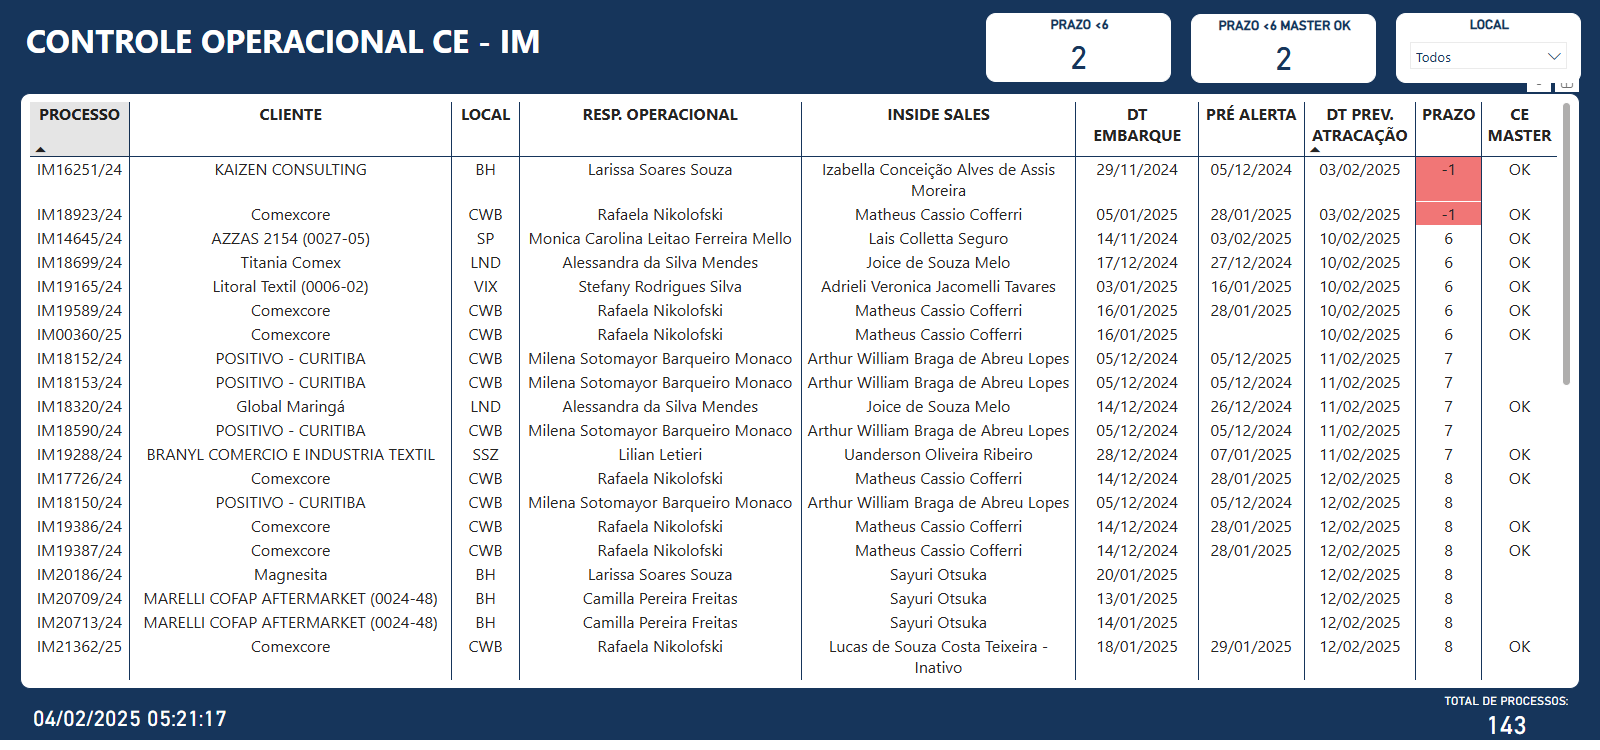 CONTROLE OPERACIONAL CE - IM
PRAZO <6
2
PRAZO <6 MASTER OK
2
LOCAL
Todos
PROCESSO CLIENTE LOCAL RESP. OPERACIONAL INSIDE SALES DT EMBARQUE PRÉ ALERTA DT PREV. ATRACAÇÃO PRAZO CE MASTER
IM16251/24 KAIZEN CONSULTING BH Larissa Soares Souza Izabella Conceição Alves de Assis Moreira 29/11/2024 05/12/2024 03/02/2025 -1 OK
IM18923/24 Comexcore CWB Rafaela Nikolofski Matheus Cassio Cofferri 05/01/2025 28/01/2025 03/02/2025 -1 OK
IM14645/24 AZZAS 2154 (0027-05) SP Monica Carolina Leitao Ferreira Mello Lais Colletta Seguro 14/11/2024 03/02/2025 10/02/2025 6 OK
IM18699/24 Titania Comex LND Alessandra da Silva Mendes Joice de Souza Melo 17/12/2024 27/12/2024 10/02/2025 6 OK
IM19165/24 Litoral Textil (0006-02) VIX Stefany Rodrigues Silva Adrieli Veronica Jacomelli Tavares 03/01/2025 16/01/2025 10/02/2025 6 OK
IM19589/24 Comexcore CWB Rafaela Nikolofski Matheus Cassio Cofferri 16/01/2025 28/01/2025 10/02/2025 6 OK
IM00360/25 Comexcore CWB Rafaela Nikolofski Matheus Cassio Cofferri 16/01/2025 10/02/2025 6 OK
IM18152/24 POSITIVO - CURITIBA CWB Milena Sotomayor Barqueiro Monaco Arthur William Braga de Abreu Lopes 05/12/2024 05/12/2024 11/02/2025 7
IM18153/24 POSITIVO - CURITIBA CWB Milena Sotomayor Barqueiro Monaco Arthur William Braga de Abreu Lopes 05/12/2024 05/12/2024 11/02/2025 7
IM18320/24 Global Maringá LND Alessandra da Silva Mendes Joice de Souza Melo 14/12/2024 26/12/2024 11/02/2025 7 OK
IM18590/24 POSITIVO - CURITIBA CWB Milena Sotomayor Barqueiro Monaco Arthur William Braga de Abreu Lopes 05/12/2024 05/12/2024 11/02/2025 7
IM19288/24 BRANYL COMERCIO E INDUSTRIA TEXTIL SSZ Lilian Letieri Uanderson Oliveira Ribeiro 28/12/2024 07/01/2025 11/02/2025 7 OK
IM17726/24 Comexcore CWB Rafaela Nikolofski Matheus Cassio Cofferri 14/12/2024 28/01/2025 12/02/2025 8 OK
IM18150/24 POSITIVO - CURITIBA CWB Milena Sotomayor Barqueiro Monaco Arthur William Braga de Abreu Lopes 05/12/2024 05/12/2024 12/02/2025 8
IM19386/24 Comexcore CWB Rafaela Nikolofski Matheus Cassio Cofferri 14/12/2024 28/01/2025 12/02/2025 8 OK
IM19387/24 Comexcore CWB Rafaela Nikolofski Matheus Cassio Cofferri 14/12/2024 28/01/2025 12/02/2025 8 OK
IM20186/24 Magnesita BH Larissa Soares Souza Sayuri Otsuka 20/01/2025 12/02/2025 8
IM20709/24 MARELLI COFAP AFTERMARKET (0024-48) BH Camilla Pereira Freitas Sayuri Otsuka 13/01/2025 12/02/2025 8
IM20713/24 MARELLI COFAP AFTERMARKET (0024-48) BH Camilla Pereira Freitas Sayuri Otsuka 14/01/2025 12/02/2025 8
IM21362/25 Comexcore CWB Rafaela Nikolofski Lucas de Souza Costa Teixeira - Inativo 18/01/2025 29/01/2025 12/02/2025 8 OK
04/02/2025 05:21:17
TOTAL DE PROCESSOS:
143